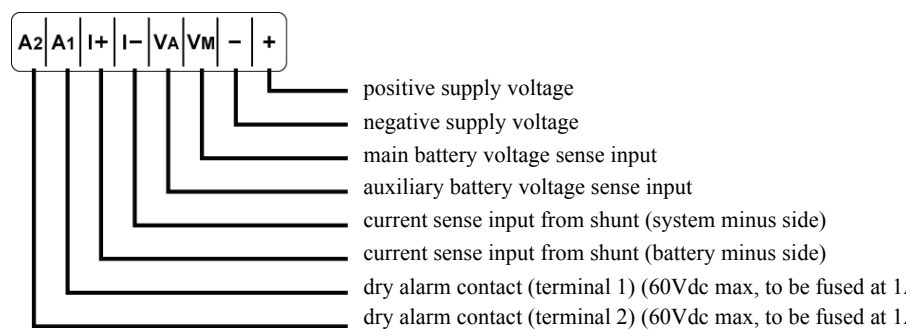 A2 A1 I+ I− VA VM − +
positive supply voltage
negative supply voltage
main battery voltage sense input
auxiliary battery voltage sense input
current sense input from shunt (system minus side)
current sense input from shunt (battery minus side)
dry alarm contact (terminal 1) (60Vdc max, to be fused at
dry alarm contact (terminal 2) (60Vdc max, to be fused at